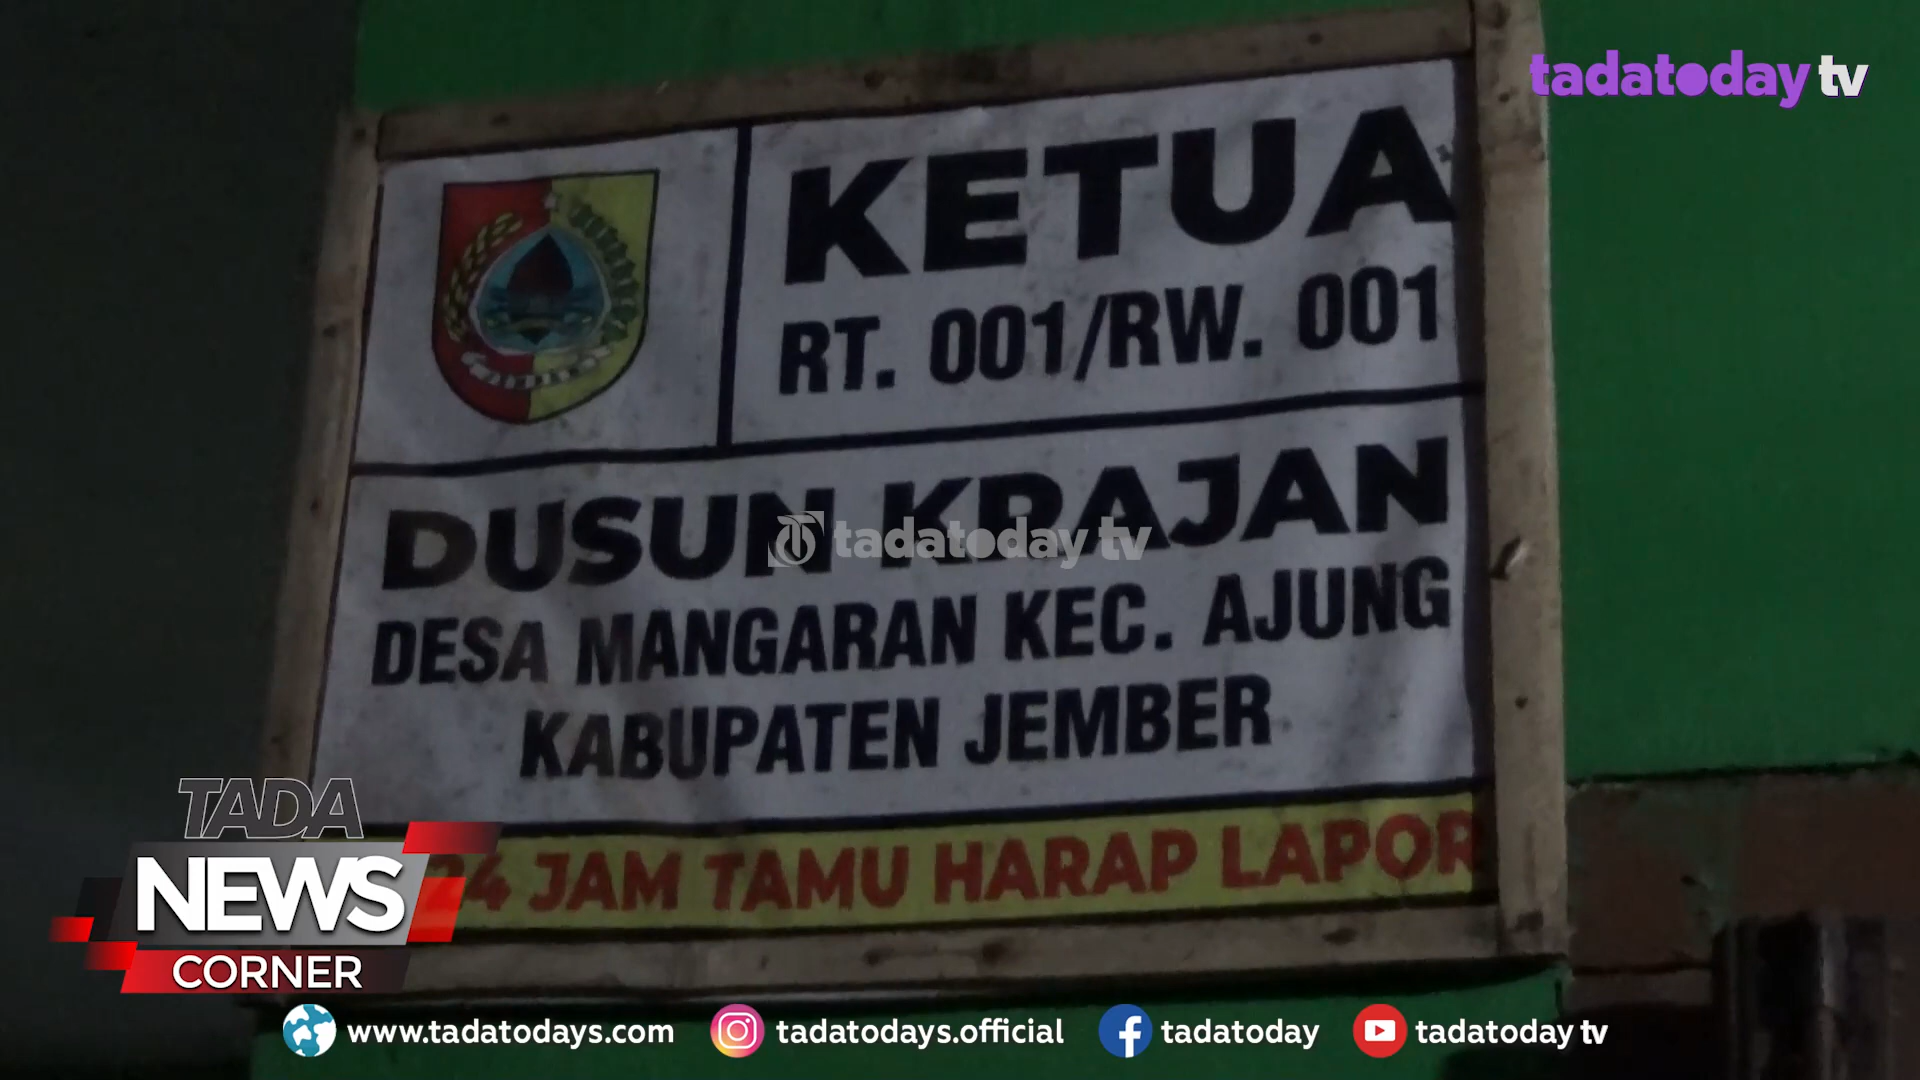 tadatoday tv
KETUA
RT. 001/RW. 001
DUSUN KRAJAN
tadatoday tv
DESA MANGARAN KEC. AJUNG
KABUPATEN JEMBER
24 JAM TAMU HARAP LAPOR
TADA
NEWS
CORNER
www.tadatodays.com
tadatodays.official
tadatoday
tadatoday tv